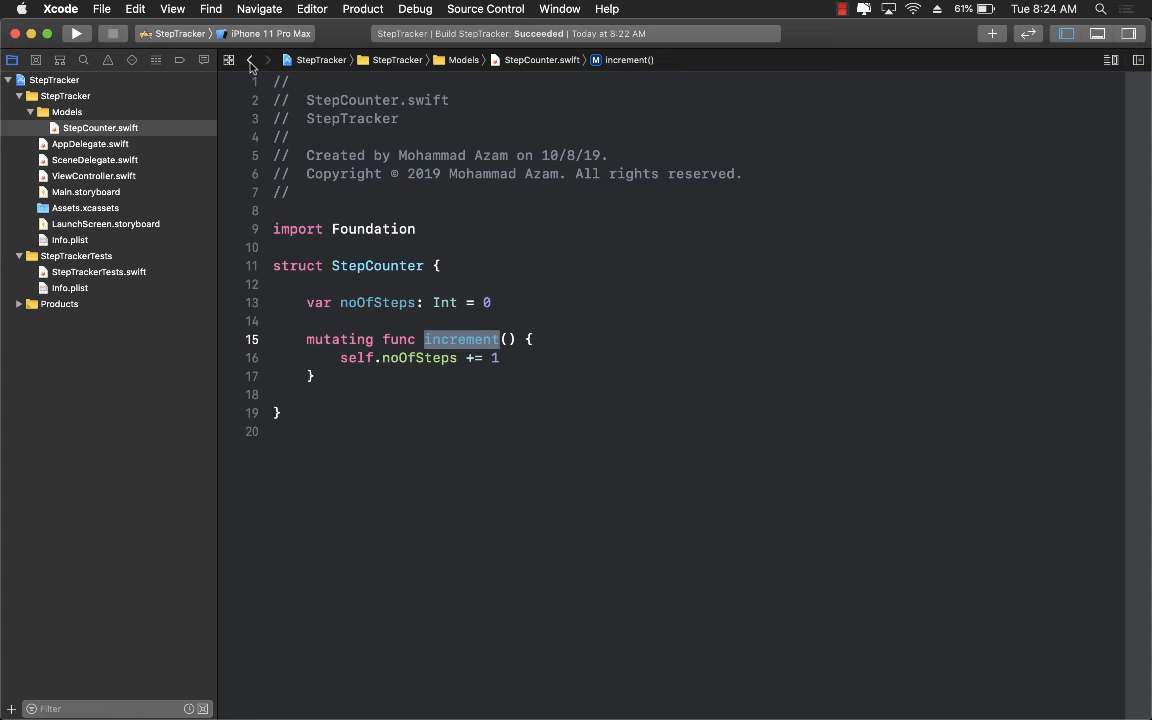 Xcode File Edit View Find Navigate Editor Product Debug Source Control Window Help 61% Tue 8:24 AM
StepTracker iPhone 11 Pro Max StepTracker | Build StepTracker: Succeeded | Today at 8:22 AM
StepTracker StepTracker Models StepCounter.swift M increment()
StepTracker
StepTracker
Models
StepCounter.swift
AppDelegate.swift
SceneDelegate.swift
ViewController.swift
Main.storyboard
Assets.xcassets
LaunchScreen.storyboard
Info.plist
StepTrackerTests
StepTrackerTests.swift
Info.plist
Products
Filter
1 //
2 // StepCounter.swift
3 // StepTracker
4 //
5 // Created by Mohammad Azam on 10/8/19.
6 // Copyright © 2019 Mohammad Azam. All rights reserved.
7 //
8
9 import Foundation
10
11 struct StepCounter {
12
13 var noOfSteps: Int = 0
14
15 mutating func increment() {
16 self.noOfSteps += 1
17 }
18
19 }
20